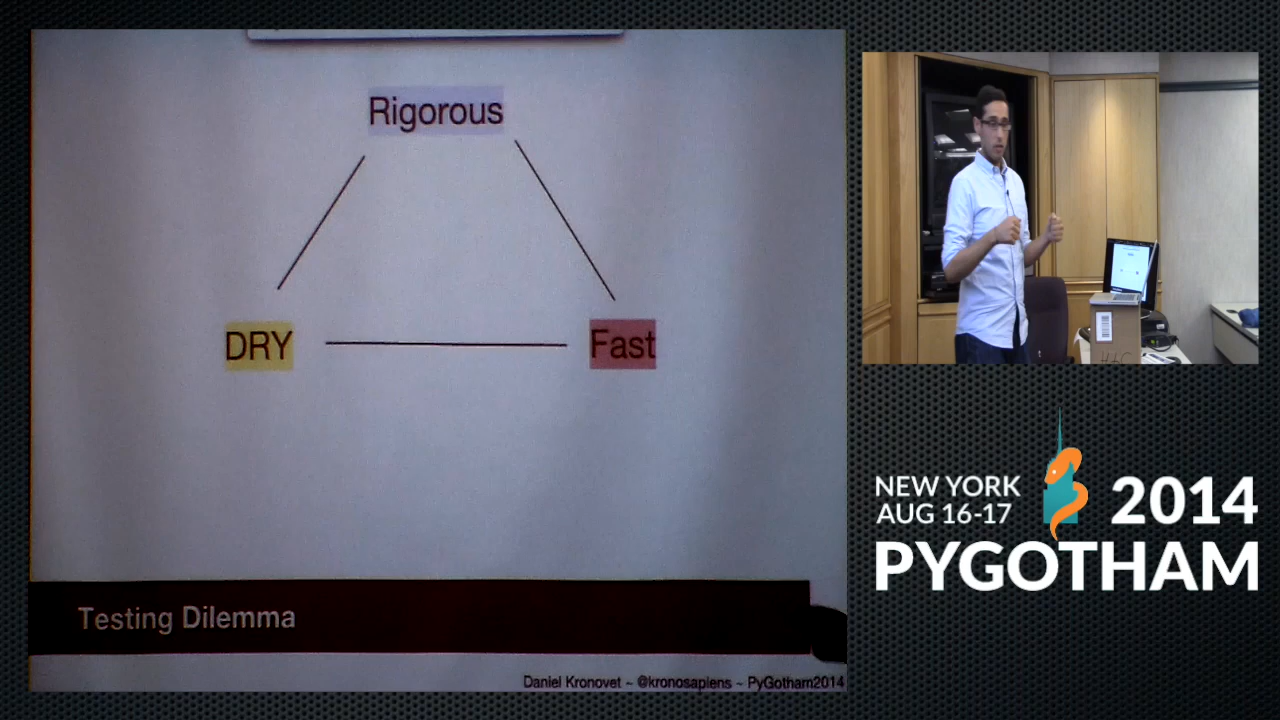 Rigorous
DRY
Fast
Testing Dilemma
Daniel Kronovet ~ @kronosapiens ~ PyGotham2014
NEW YORK
AUG 16-17
2014
PYGOTHAM